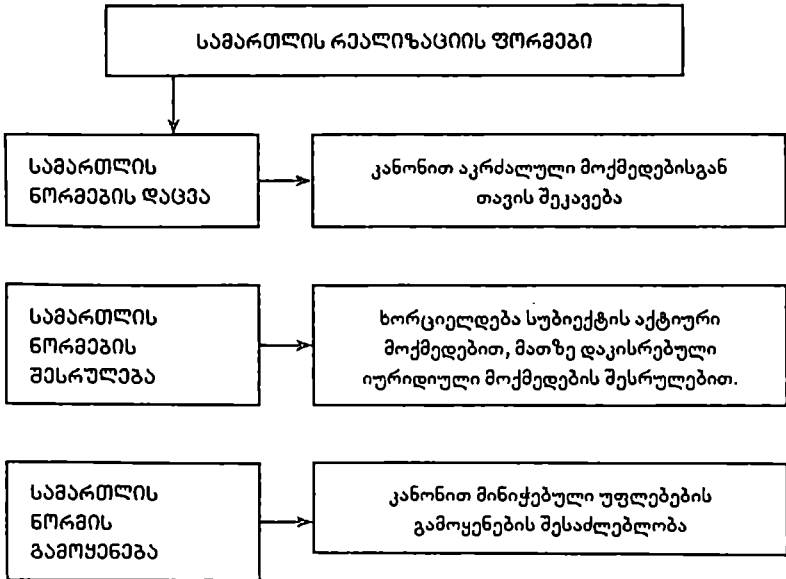 სამართლის რეალიზაციის ფორმები
სამართლის
ნორმების დაცვა
კანონით აკრძალული მოქმედებისგან
თავის შეკავება
სამართლის
ნორმების
შესრულება
ხორციელდება სუბიექტის აქტიური
მოქმედებით, მათზე დაკისრებული
იურიდიული მოქმედების შესრულებით.
სამართლის
ნორმის
გამოყენება
კანონით მინიჭებული უფლებების
გამოყენების შესაძლებლობა